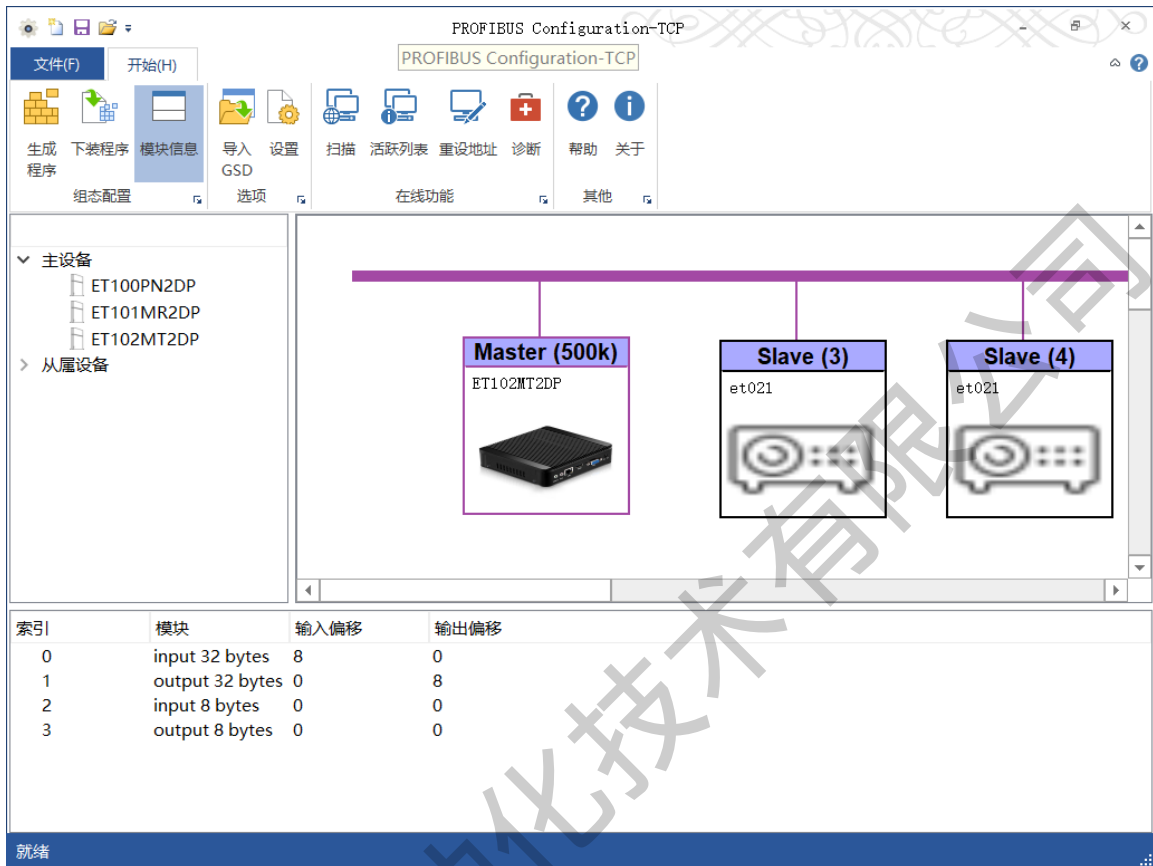 PROFIBUS Configuration-TCP
文件(F) 开始(H)
PROFIBUS Configuration-TCP
生成程序 下装程序 模块信息 导入GSD 设置 扫描 活跃列表 重设地址 诊断 帮助 关于
组态配置 选项 在线功能 其他
主设备
ET100PN2DP
ET101MR2DP
ET102MT2DP
从属设备
Master (500k)
ET102MT2DP
Slave (3)
et021
Slave (4)
et021
索引 模块 输入偏移 输出偏移
0 input 32 bytes 8 0
1 output 32 bytes 0 8
2 input 8 bytes 0 0
3 output 8 bytes 0 0
就绪
化技术有限公司